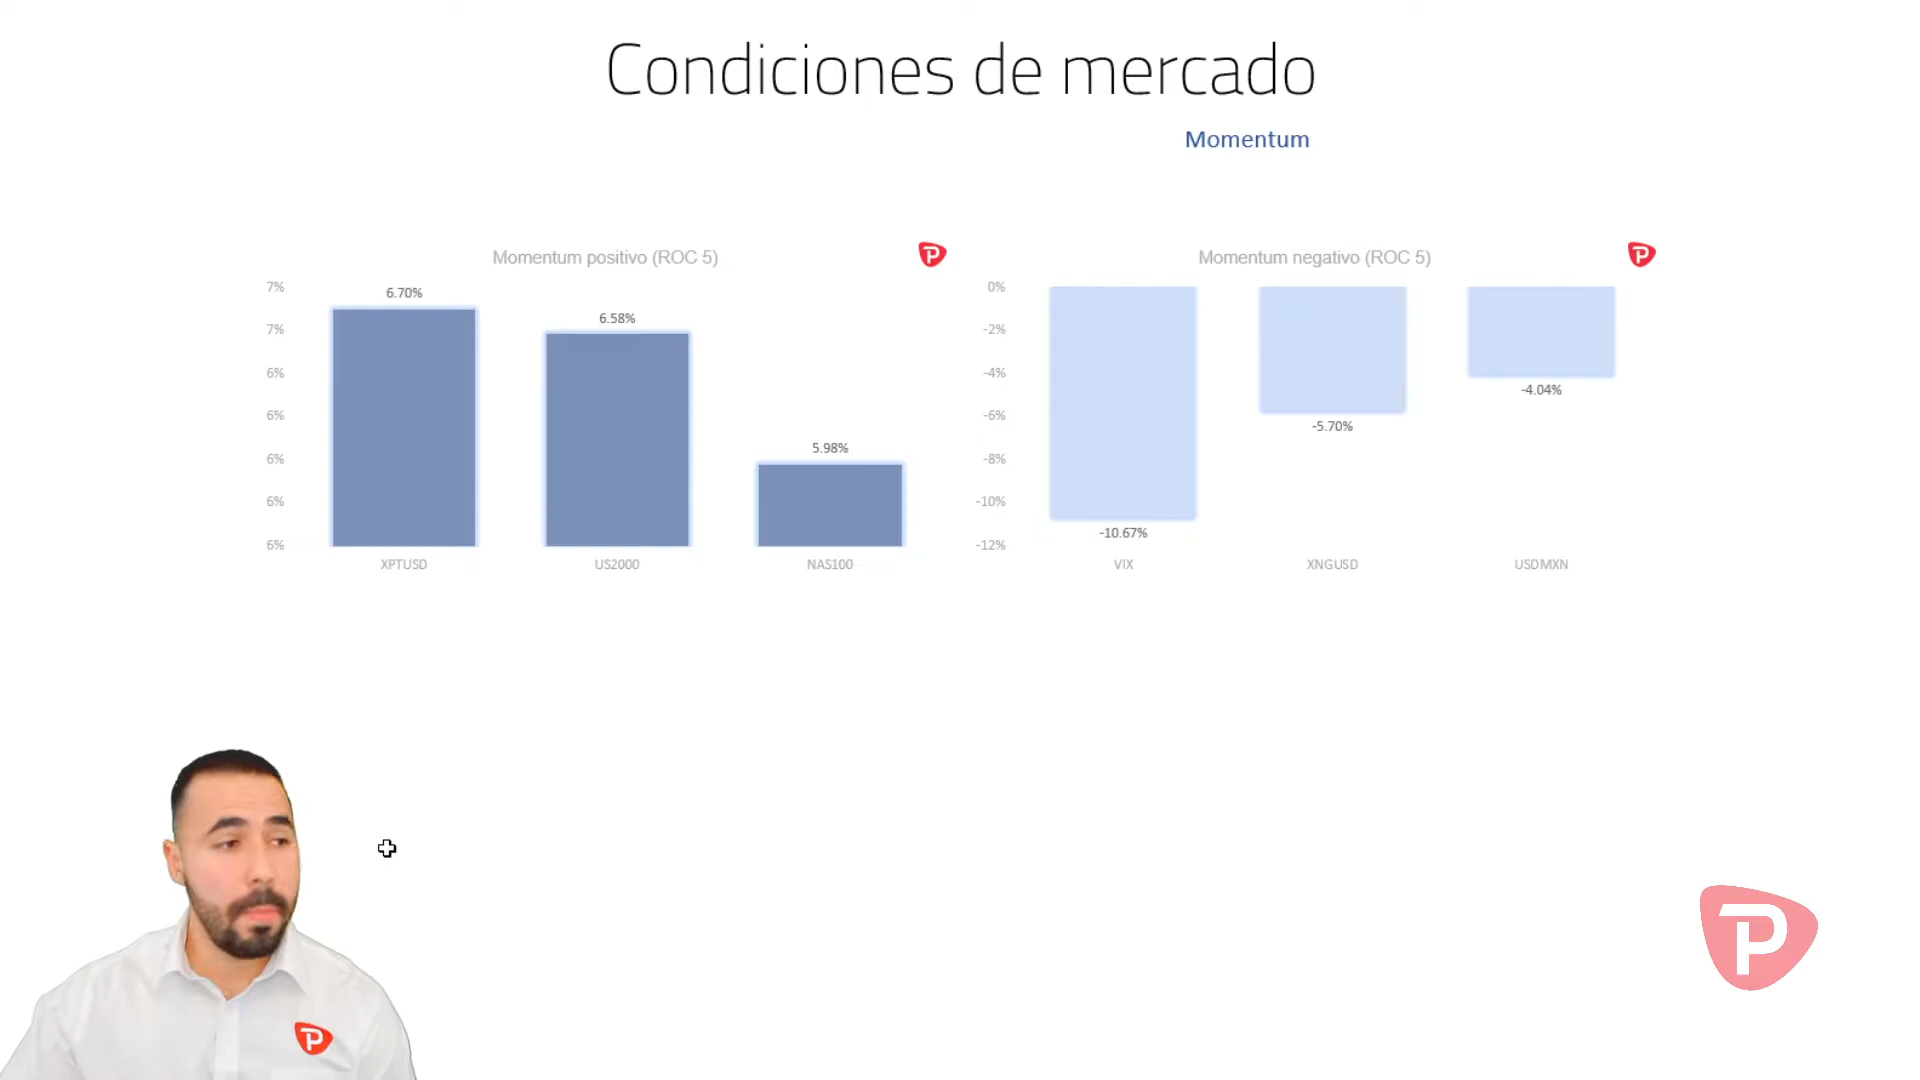 Condiciones de mercado
Momentum
Momentum positivo (ROC 5)
P
7%
7%
6%
6%
6%
6%
6%
6.70%
6.58%
5.98%
XPTUSD
US2000
NAS100
Momentum negativo (ROC 5)
P
0%
-2%
-4%
-6%
-8%
-10%
-12%
-10.67%
-5.70%
-4.04%
VIX
XNGUSD
USDMXN
P
P